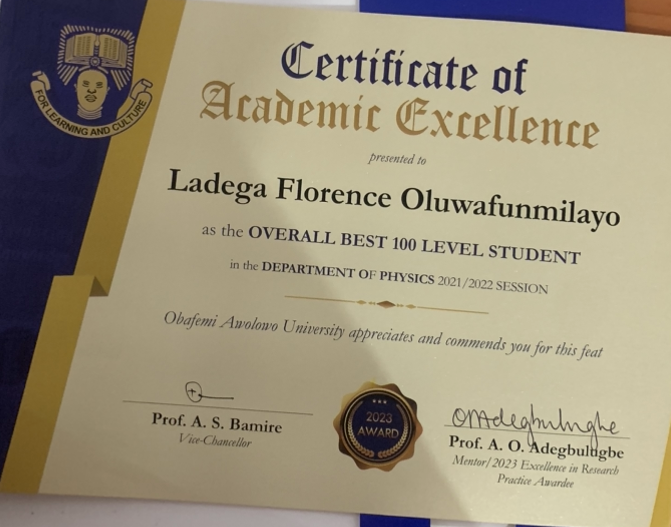 Certificate of
Academic Excellence
presented to
Ladega Florence Oluwafunmilayo
as the OVERALL BEST 100 LEVEL STUDENT
in the DEPARTMENT OF PHYSICS 2021/2022 SESSION
Obafemi Awolowo University appreciates and commends you for this feat
FOR LEARNING AND CULTURE
Prof. A. S. Bamire
Vice-Chancellor
2023
AWARD
Prof. A. O. Adegbulugbe
Mentor/2023 Excellence in Research
Practice Awardee